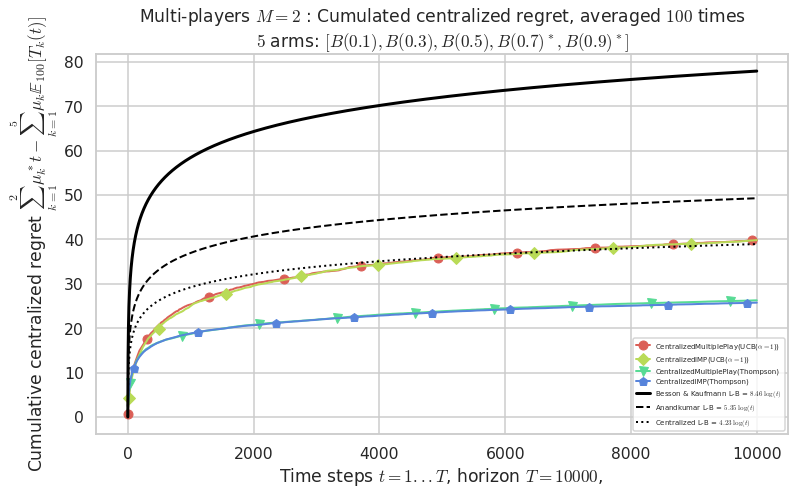 Multi-players $M = 2$ : Cumulated centralized regret, averaged $100$ times
$5$ arms: $[B(0.1), B(0.3), B(0.5), B(0.7)^*, B(0.9)^*]$
Cumulative centralized regret $\sum_{k=1}^{2} \mu_k^* t - \sum_{k=1}^{5} \mu_k \mathbb{E}_{100}[T_k(t)]$
80
70
60
50
40
30
20
10
0
0 2000 4000 6000 8000 10000
Time steps $t = 1...T$, horizon $T = 10000$,
CentralizedMultiplePlay(UCB($\alpha = 1$))
CentralizedIMP(UCB($\alpha = 1$))
CentralizedMultiplePlay(Thompson)
CentralizedIMP(Thompson)
Besson & Kaufmann L-B = $8.46 \log(t)$
Anandkumar L-B = $5.35 \log(t)$
Centralized L-B = $4.23 \log(t)$